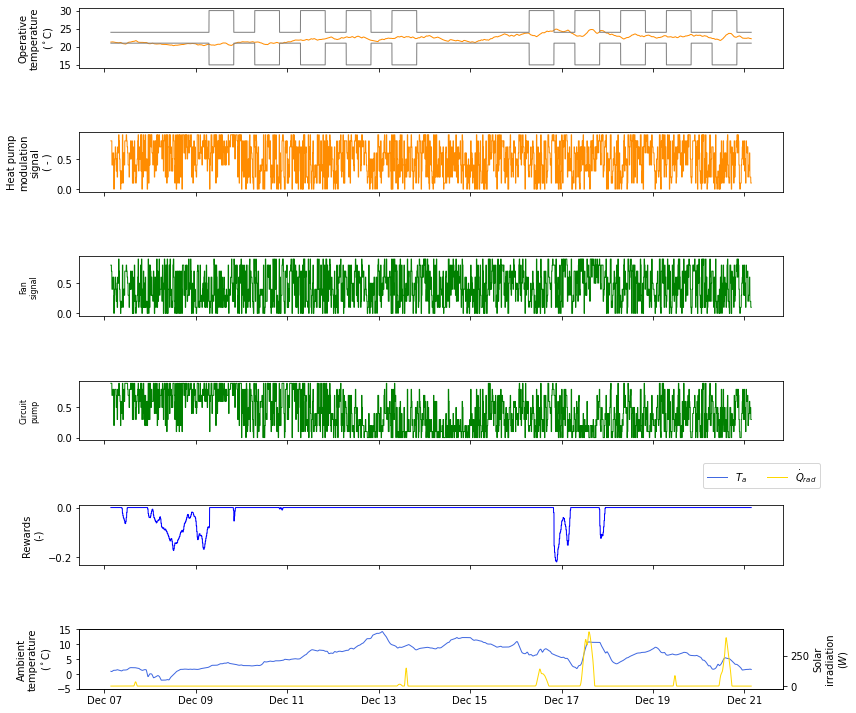 Operative
temperature
(°C)
30
25
20
15
Heat pump
modulation
signal
( - )
0.5
0.0
Fan
signal
0.5
0.0
Circuit
pump
0.5
0.0
Tₐ Q̇ᵣₐd
Rewards
(-)
0.0
−0.2
Ambient
temperature
(°C)
15
10
5
0
−5
250
0
Solar
irradiation
(W)
Dec 07 Dec 09 Dec 11 Dec 13 Dec 15 Dec 17 Dec 19 Dec 21